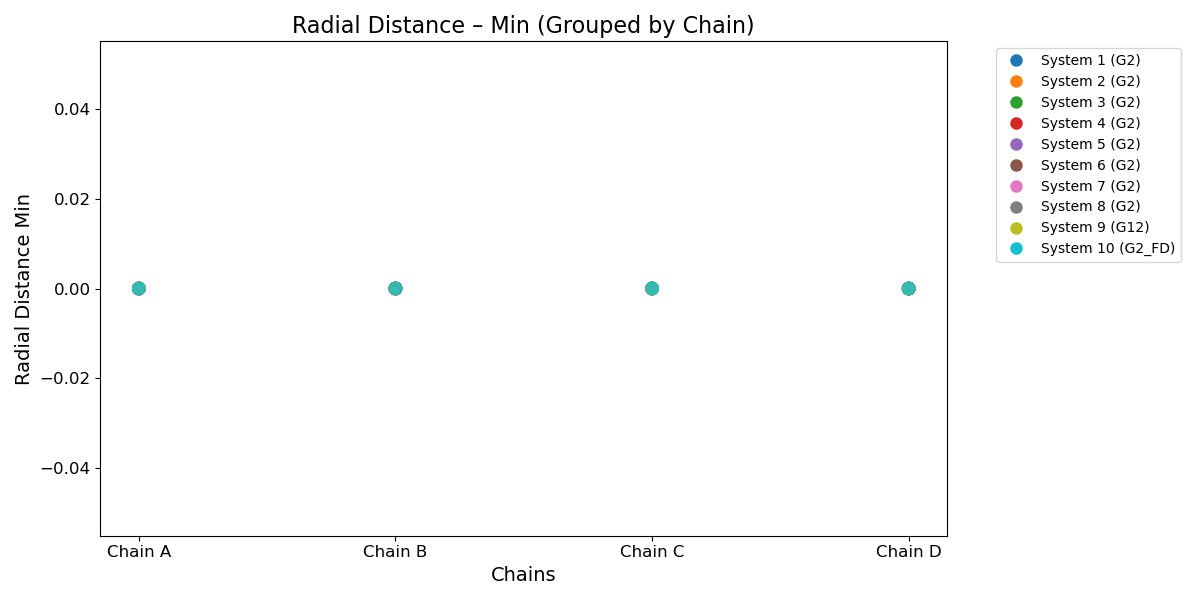 Radial Distance – Min (Grouped by Chain)
Radial Distance Min
0.04
0.02
0.00
−0.02
−0.04
Chain A
Chain B
Chain C
Chain D
Chains
System 1 (G2)
System 2 (G2)
System 3 (G2)
System 4 (G2)
System 5 (G2)
System 6 (G2)
System 7 (G2)
System 8 (G2)
System 9 (G12)
System 10 (G2_FD)